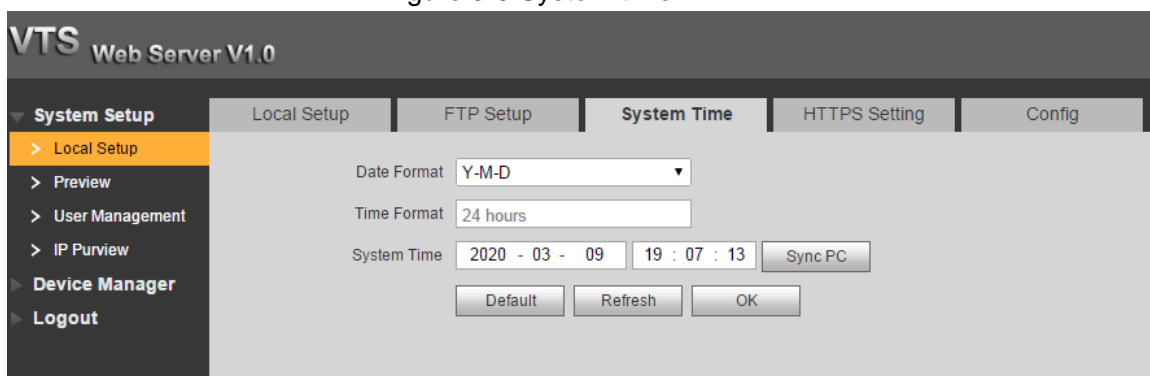 VTS Web Server V1.0
System Setup
Local Setup
Preview
User Management
IP Purview
Device Manager
Logout
Local Setup FTP Setup System Time HTTPS Setting Config
Date Format Y-M-D
Time Format 24 hours
System Time 2020 - 03 - 09 19 : 07 : 13 Sync PC
Default Refresh OK